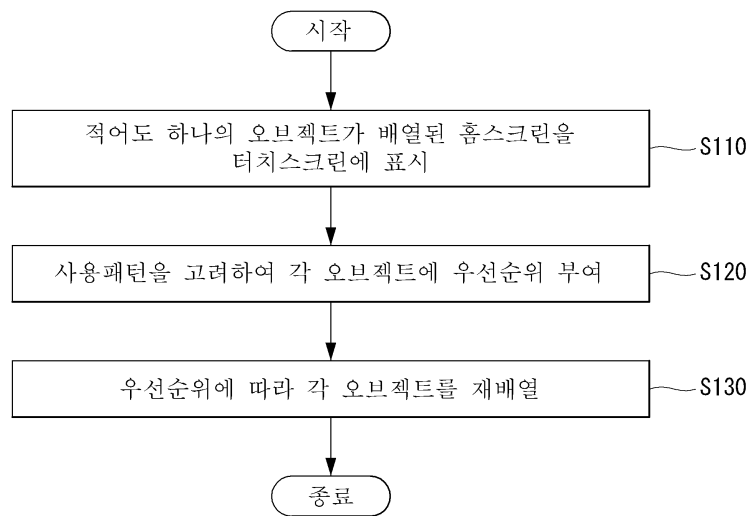 시작
적어도 하나의 오브젝트가 배열된 홈스크린을
터치스크린에 표시
S110
사용패턴을 고려하여 각 오브젝트에 우선순위 부여
S120
우선순위에 따라 각 오브젝트를 재배열
S130
종료